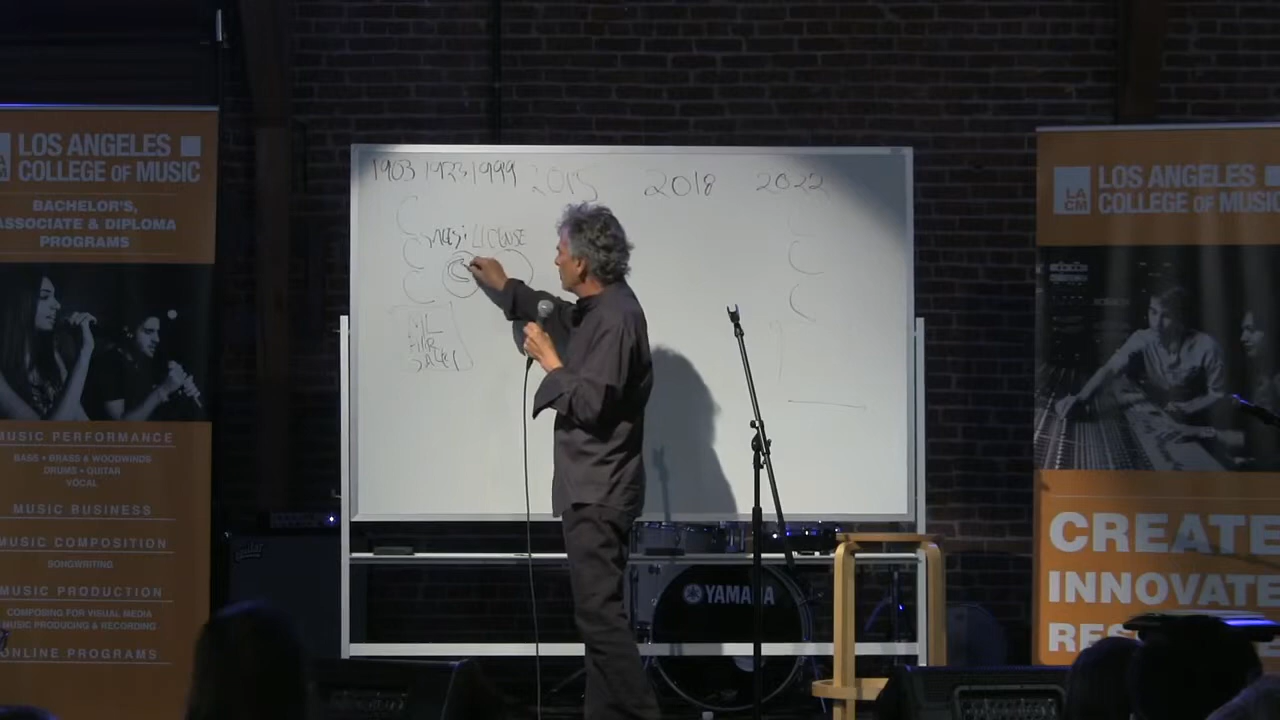 LOS ANGELES
COLLEGE OF MUSIC
BACHELOR'S,
ASSOCIATE & DIPLOMA
PROGRAMS
MUSIC PERFORMANCE
BASS • BRASS & WOODWINDS
DRUMS • GUITAR
VOCAL
MUSIC BUSINESS
MUSIC COMPOSITION
SONGWRITING
MUSIC PRODUCTION
COMPOSING FOR VISUAL MEDIA
MUSIC PRODUCING & RECORDING
ONLINE PROGRAMS
1903 1923 1999 2015 2018 2022
LICENSE
YAMAHA
LA
CM
LOS ANGELES
COLLEGE OF MUSIC
CREATE
INNOVATE